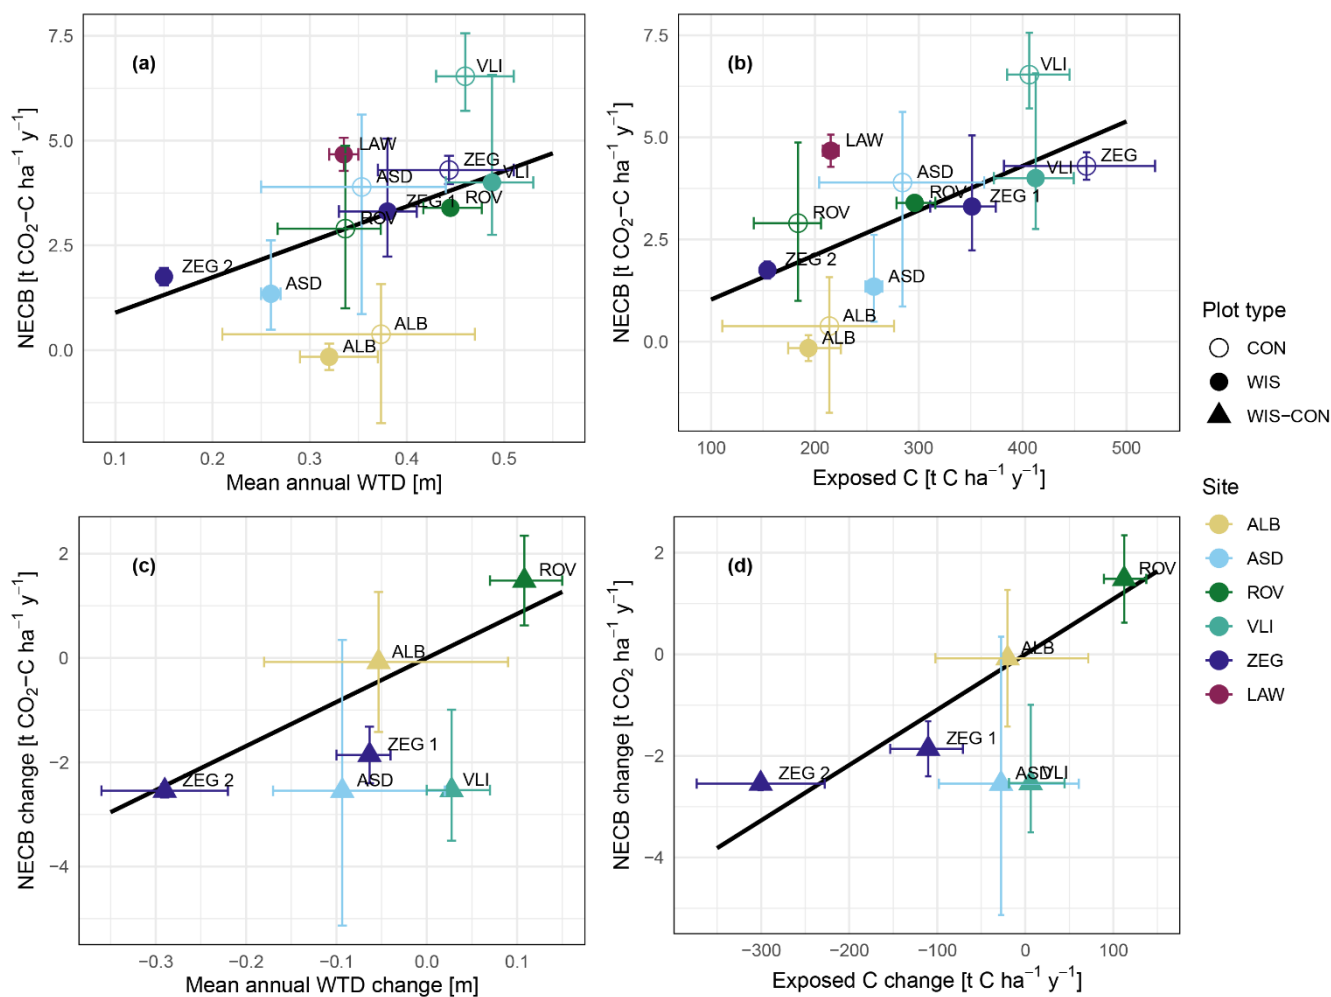 (a)
7.5
5.0
2.5
0.0
NECB [t CO₂−C ha⁻¹ y⁻¹]
VLI
LAW
ZEG
ASD
VLI
ZEG 1
ROV
ROV
ZEG 2
ASD
ALB
ALB
0.1 0.2 0.3 0.4 0.5
Mean annual WTD [m]
(b)
7.5
5.0
2.5
0.0
NECB [t CO₂−C ha⁻¹ y⁻¹]
VLI
LAW
ZEG
ASD
VLI
ROV
ZEG 1
ROV
ZEG 2
ASD
ALB
ALB
100 200 300 400 500
Exposed C [t C ha⁻¹ y⁻¹]
Plot type
CON
WIS
WIS−CON
Site
ALB
ASD
ROV
VLI
ZEG
LAW
(c)
2
0
−2
−4
NECB change [t CO₂−C ha⁻¹ y⁻¹]
ROV
ALB
ZEG 1
ZEG 2
ASD
VLI
−0.3 −0.2 −0.1 0.0 0.1
Mean annual WTD change [m]
(d)
2
0
−2
−4
NECB change [t CO₂ ha⁻¹ y⁻¹]
ROV
ALB
ZEG 1
ZEG 2
ASD
VLI
−300 −200 −100 0 100
Exposed C change [t C ha⁻¹ y⁻¹]